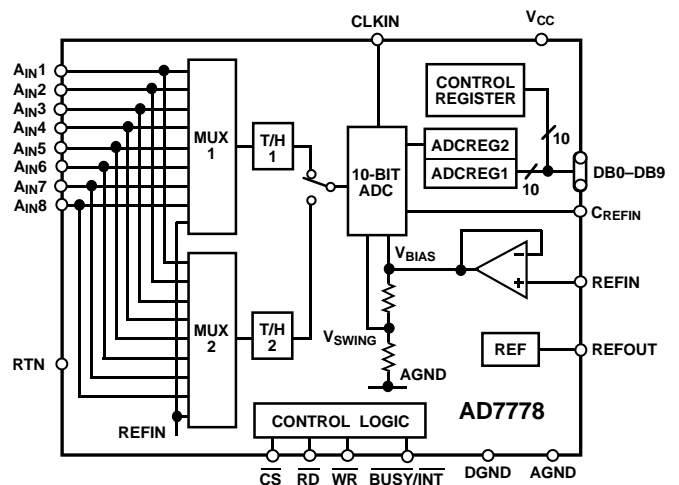 CLKIN
VCC
AIN1
AIN2
AIN3
AIN4
AIN5
AIN6
AIN7
AIN8
MUX
1
T/H
1
10-BIT
ADC
CONTROL
REGISTER
10
ADCREG2
ADCREG1
10
DB0–DB9
CREFIN
VBIAS
–
+
REFIN
MUX
2
T/H
2
VSWING
REF
REFOUT
RTN
AGND
REFIN
CONTROL LOGIC
AD7778
CS
RD
WR
BUSY/INT
DGND
AGND